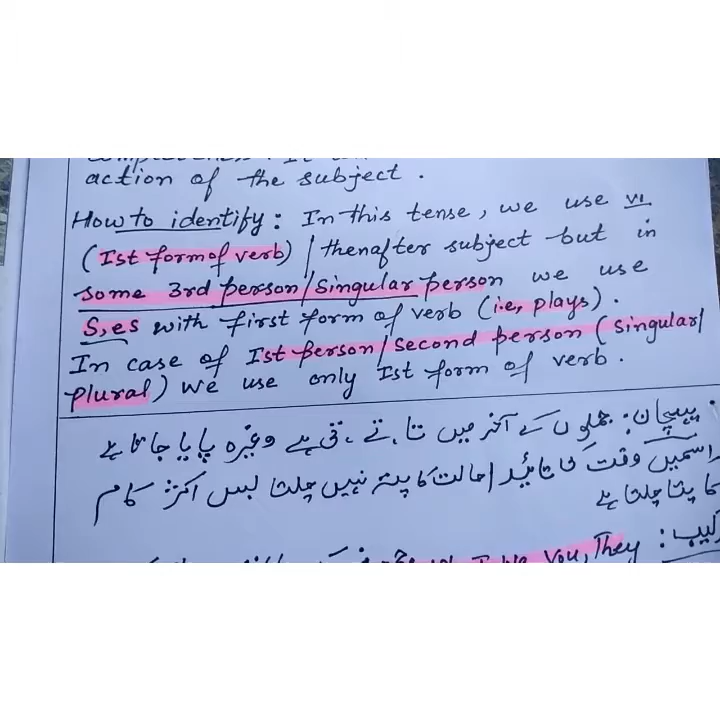 action of the subject.
How to identify: In this tense, we use V1
(Ist form of verb) / thenafter subject but in
some 3rd person/singular person we use
S,es with first form of verb (i.e, plays).
In case of Ist person/second person (singular/
plural) we use only Ist form of verb.
پہچان: جملوں کے آخر میں تا، تے، تی ہے وغیرہ پایا جاتا ہے
اسمیں وقت کی تائید / حالت کا پتہ نہیں چلتا بس اکثر کام
کا پتا چلتا ہے
You, They